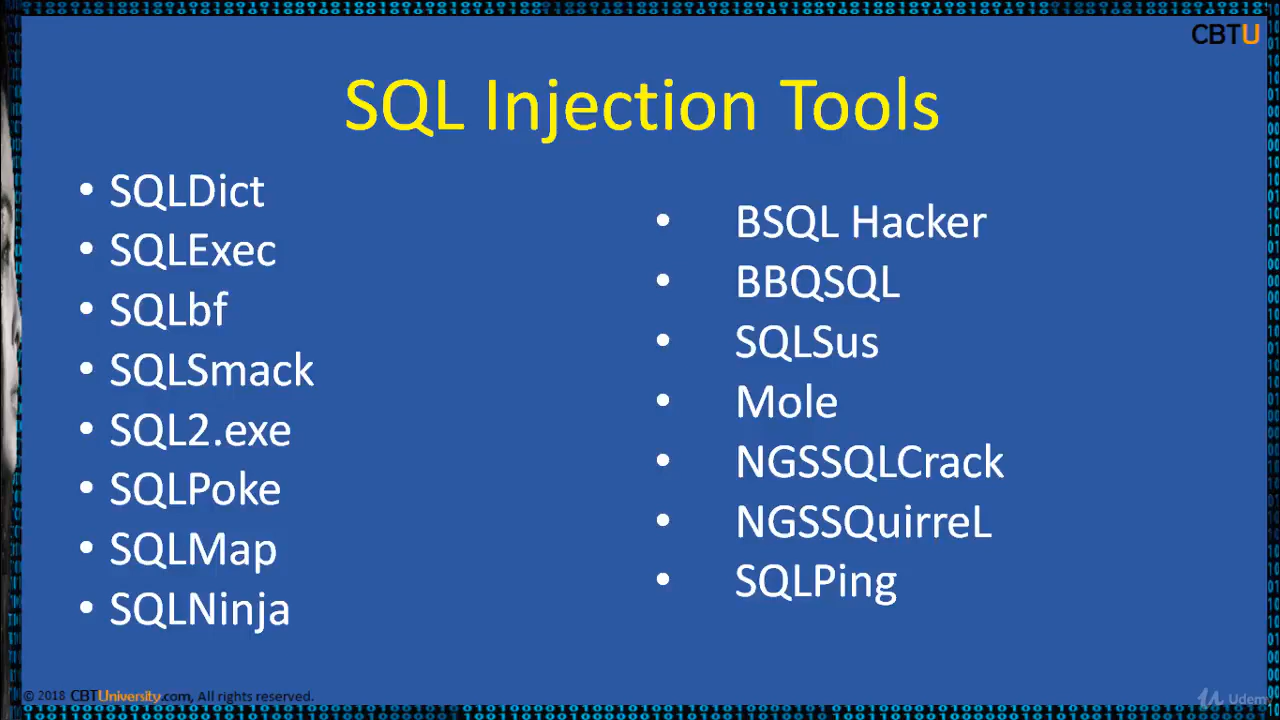 CBTU
SQL Injection Tools
• SQLDict
• SQLExec
• SQLbf
• SQLSmack
• SQL2.exe
• SQLPoke
• SQLMap
• SQLNinja
• BSQL Hacker
• BBQSQL
• SQLSus
• Mole
• NGSSQLCrack
• NGSSQuirreL
• SQLPing
© 2018 CBTUniversity.com, All rights reserved.
Udem